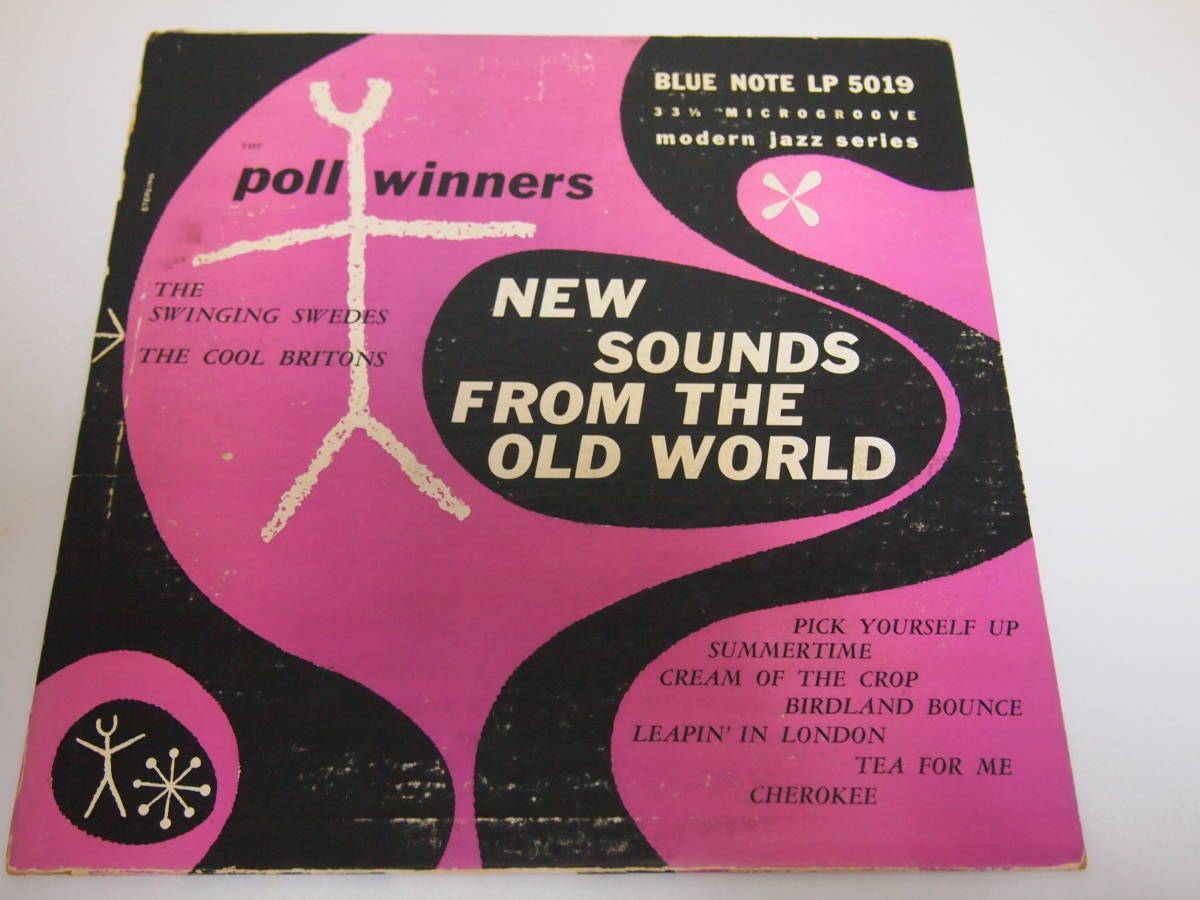 BLUE NOTE LP 5019
33⅓ MICROGROOVE
modern jazz series
THE
poll winners
STERLING
THE
SWINGING SWEDES
THE COOL BRITONS
NEW
SOUNDS
FROM THE
OLD WORLD
PICK YOURSELF UP
SUMMERTIME
CREAM OF THE CROP
BIRDLAND BOUNCE
LEAPIN' IN LONDON
TEA FOR ME
CHEROKEE